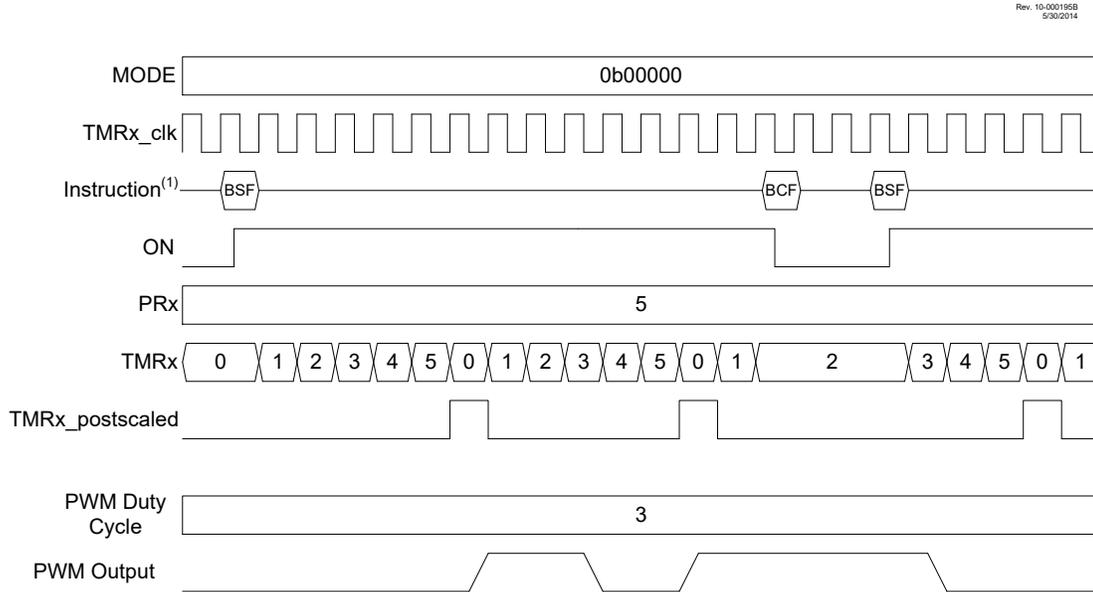 Rev. 10-000195B
5/30/2014
MODE 0b00000
TMRx_clk
Instruction(1) BSF BCF BSF
ON
PRx 5
TMRx 0 1 2 3 4 5 0 1 2 3 4 5 0 1 2 3 4 5 0 1
TMRx_postscaled
PWM Duty
Cycle 3
PWM Output